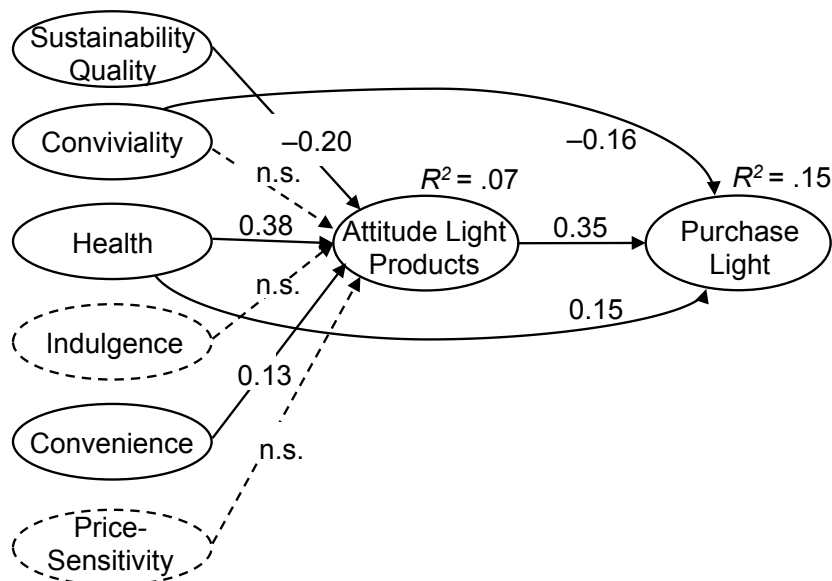 Sustainability
Quality
Conviviality
–0.20
–0.16
n.s.
R² = .07
R² = .15
Health
0.38
Attitude Light
Products
0.35
Purchase
Light
n.s.
0.15
Indulgence
0.13
Convenience
n.s.
Price-
Sensitivity